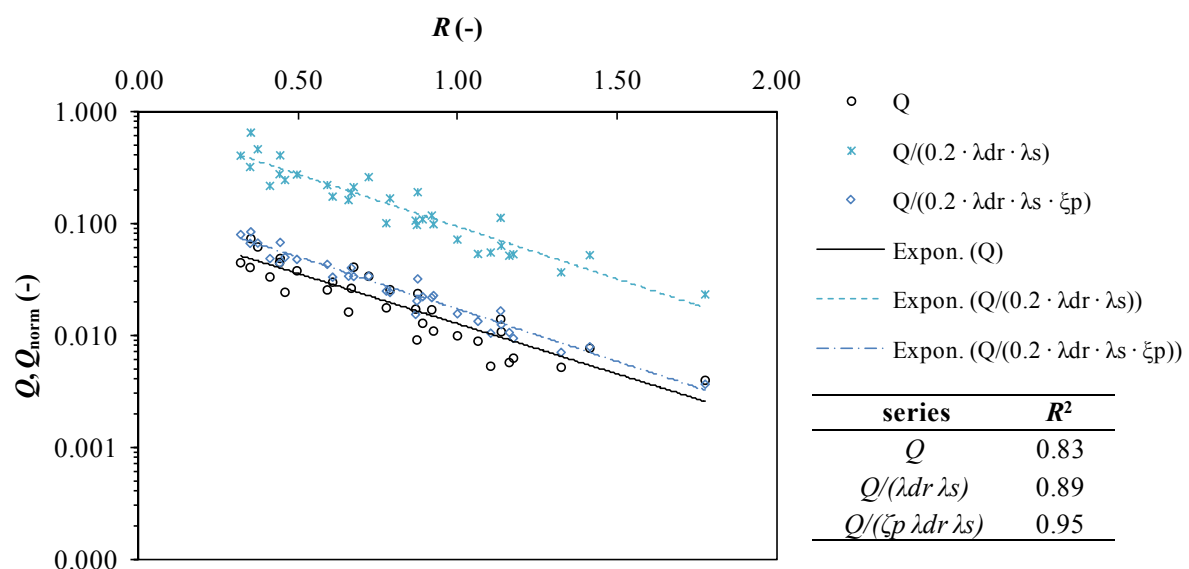 R (-)
0.00 0.50 1.00 1.50 2.00
1.000
0.100
0.010
0.001
0.000
Q, Qnorm (-)
Q
Q/(0.2 · λdr · λs)
Q/(0.2 · λdr · λs · ξp)
Expon. (Q)
Expon. (Q/(0.2 · λdr · λs))
Expon. (Q/(0.2 · λdr · λs · ξp))
series R²
Q 0.83
Q/(λdr λs) 0.89
Q/(ζp λdr λs) 0.95